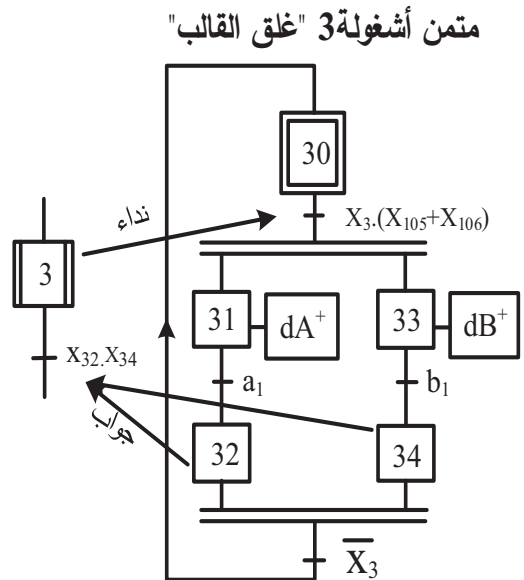 متمن أشغولة3 "غلق القالب"
30
نداء
X₃.(X₁₀₅+X₁₀₆)
3
31
dA⁺
33
dB⁺
X₃₂.X₃₄
a₁
b₁
جواب
32
34
X̅₃